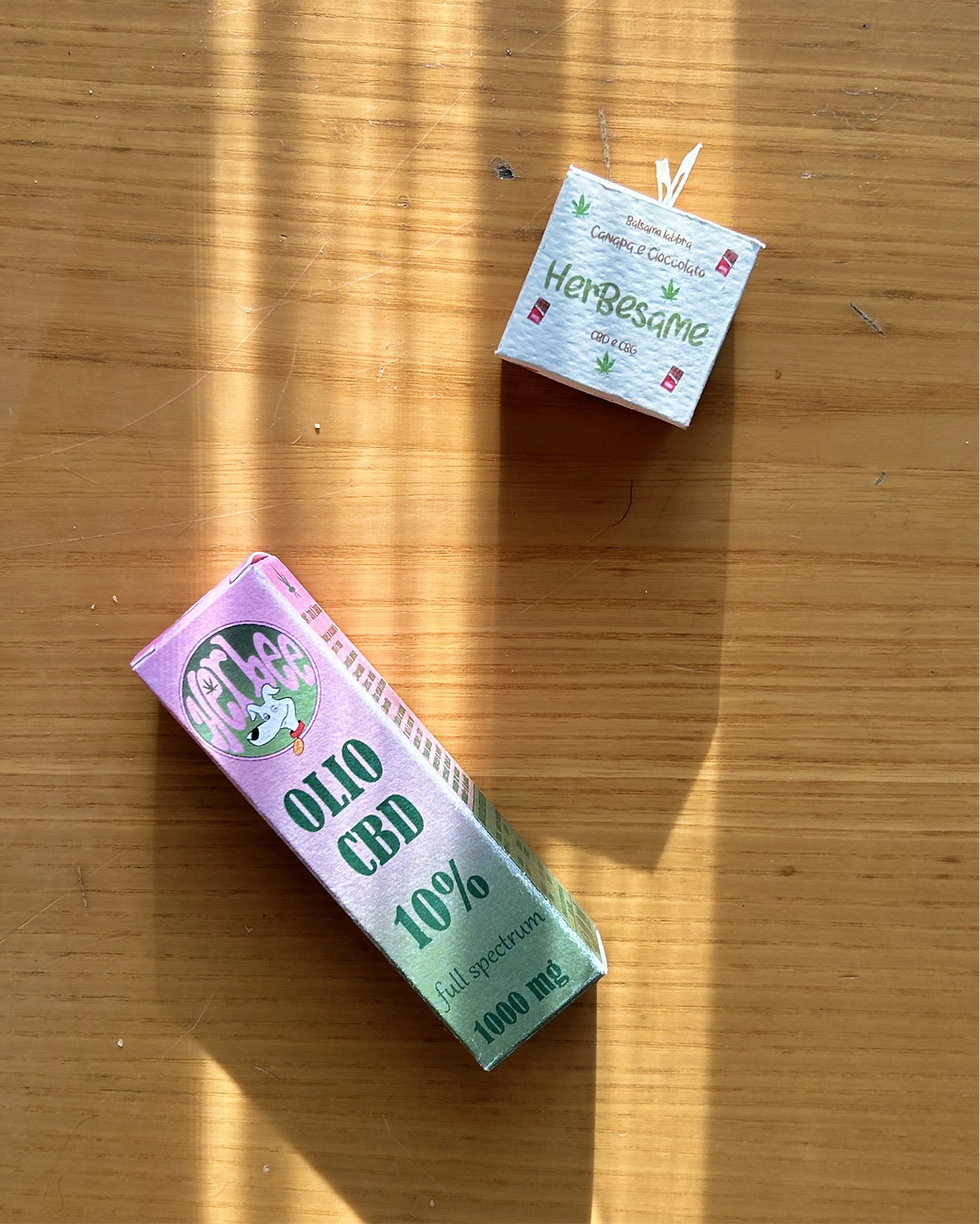 Balsamo labbra
Canapa e Cioccolato
HerBesame
CBD e CBG
Herbee
OLIO
CBD
10%
full spectrum
1000 mg